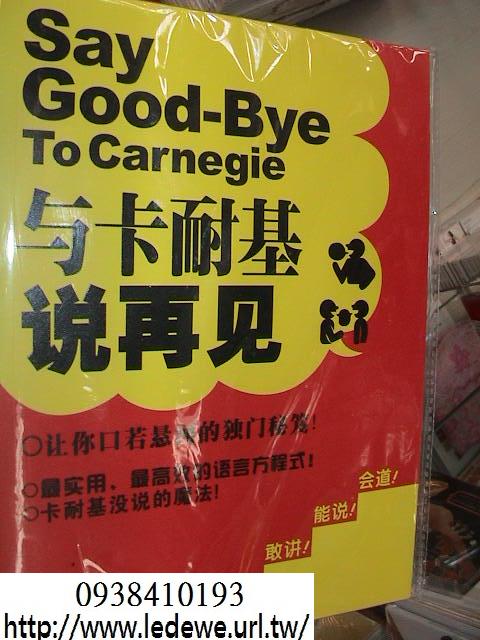 Say
Good-Bye
To Carnegie
与卡耐基
说再见
○让你口若悬河的独门秘笈!
○最实用、最高效的语言方程式!
○卡耐基没说的魔法!
会道!
能说!
敢讲!
0938410193
http://www.ledewe.url.tw/